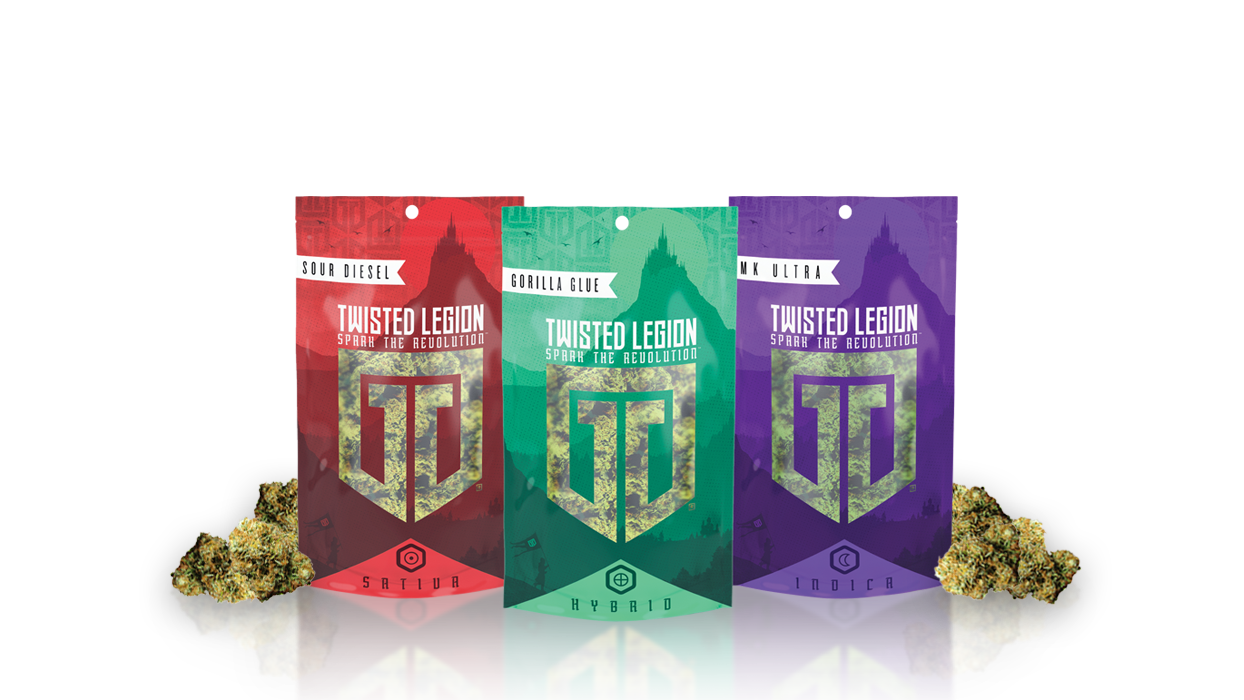 SOUR DIESEL
TWISTED LEGION
SPARK THE REVOLUTION
SATIVA
GORILLA GLUE
TWISTED LEGION
SPARK THE REVOLUTION
HYBRID
MK ULTRA
TWISTED LEGION
SPARK THE REVOLUTION
INDICA